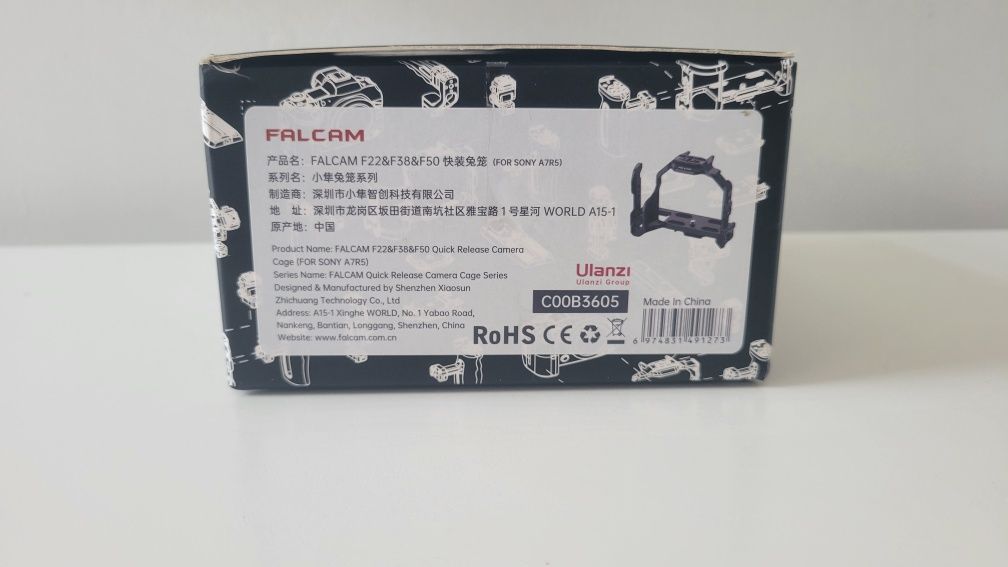 FALCAM
产品名：FALCAM F22&F38&F50 快装兔笼 (FOR SONY A7R5)
系列名：小隼兔笼系列
制造商：深圳市小隼智创科技有限公司
地 址：深圳市龙岗区坂田街道南坑社区雅宝路1号星河 WORLD A15-1
原产地：中国
Product Name: FALCAM F22&F38&F50 Quick Release Camera
Cage (FOR SONY A7R5)
Series Name: FALCAM Quick Release Camera Cage Series
Designed & Manufactured by Shenzhen Xiaosun
Zhichuang Technology Co., Ltd
Address: A15-1 Xinghe WORLD, No. 1 Yabao Road,
Nankeng, Bantian, Longgang, Shenzhen, China
Website: www.falcam.com.cn
Ulanzi
Ulanzi Group
C00B3605
Made In China
RoHS CE
6 974831 491273